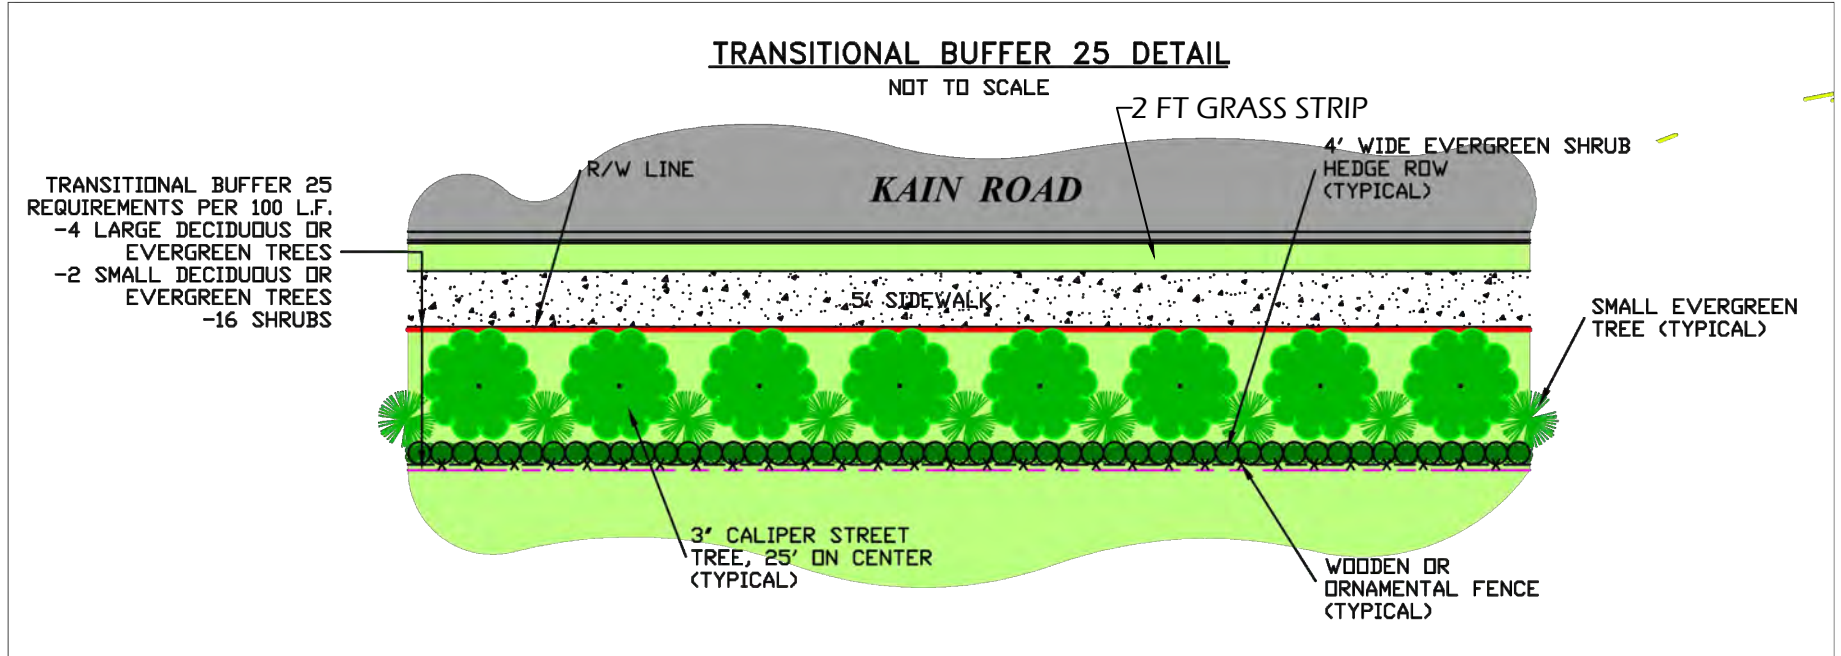 TRANSITIONAL BUFFER 25 DETAIL
NOT TO SCALE
2 FT GRASS STRIP
4' WIDE EVERGREEN SHRUB
HEDGE ROW
(TYPICAL)
R/W LINE
KAIN ROAD
TRANSITIONAL BUFFER 25
REQUIREMENTS PER 100 L.F.
-4 LARGE DECIDUOUS OR
EVERGREEN TREES
-2 SMALL DECIDUOUS OR
EVERGREEN TREES
-16 SHRUBS
5' SIDEWALK
SMALL EVERGREEN
TREE (TYPICAL)
3" CALIPER STREET
TREE, 25' ON CENTER
(TYPICAL)
WOODEN OR
ORNAMENTAL FENCE
(TYPICAL)